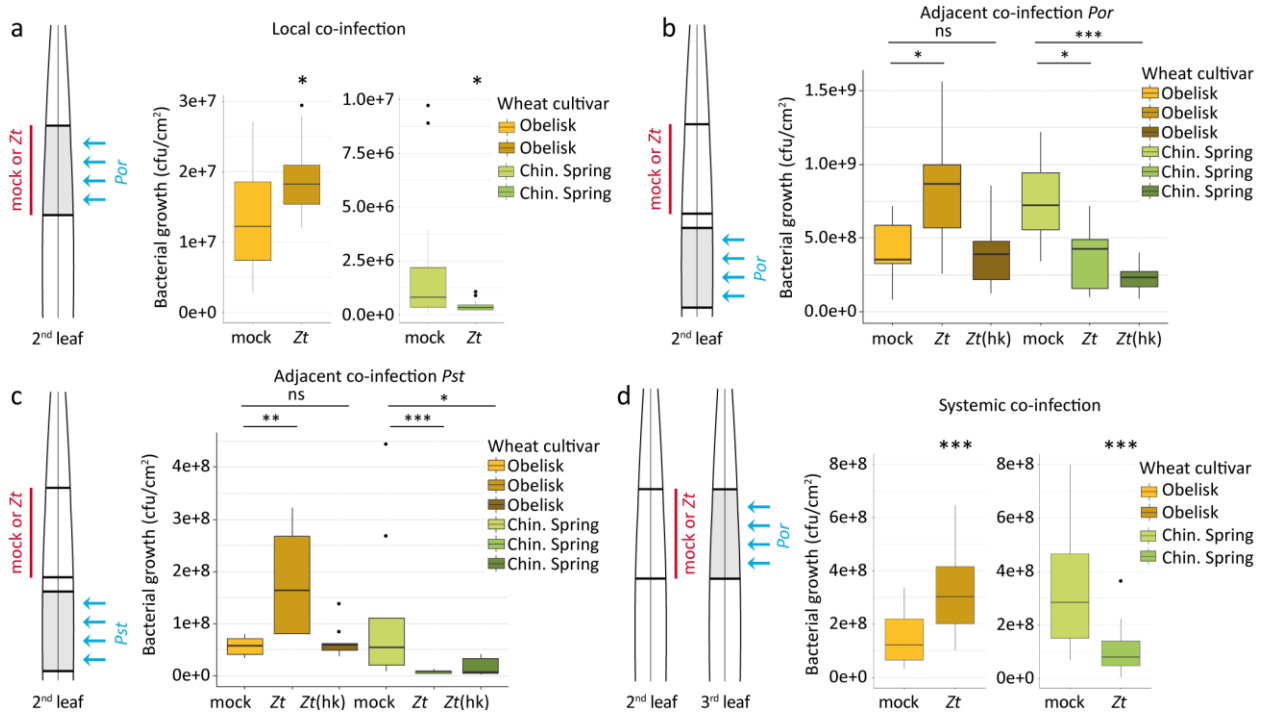 a
Local co-infection
mock or Zt
Por
2nd leaf
Bacterial growth (cfu/cm2)
3e+7
2e+7
1e+7
0e+0
*
mock Zt
1.0e+7
7.5e+6
6.0e+6
2.5e+6
0.0e+0
*
mock Zt
Wheat cultivar
Obelisk
Obelisk
Chin. Spring
Chin. Spring
b
Adjacent co-infection Por
mock or Zt
Por
2nd leaf
Bacterial growth (cfu/cm2)
1.5e+9
1.0e+9
5.0e+8
0.0e+0
ns
***
*
*
mock Zt Zt(hk) mock Zt Zt(hk)
Wheat cultivar
Obelisk
Obelisk
Obelisk
Chin. Spring
Chin. Spring
Chin. Spring
c
Adjacent co-infection Pst
mock or Zt
Pst
2nd leaf
Bacterial growth (cfu/cm2)
4e+8
3e+8
2e+8
1e+8
0e+0
ns
*
**
***
mock Zt Zt(hk) mock Zt Zt(hk)
Wheat cultivar
Obelisk
Obelisk
Obelisk
Chin. Spring
Chin. Spring
Chin. Spring
d
Systemic co-infection
mock or Zt
Por
2nd leaf 3rd leaf
Bacterial growth (cfu/cm2)
8e+8
6e+8
4e+8
2e+8
0e+0
***
mock Zt
8e+8
6e+8
4e+8
2e+8
0e+0
***
mock Zt
Wheat cultivar
Obelisk
Obelisk
Chin. Spring
Chin. Spring